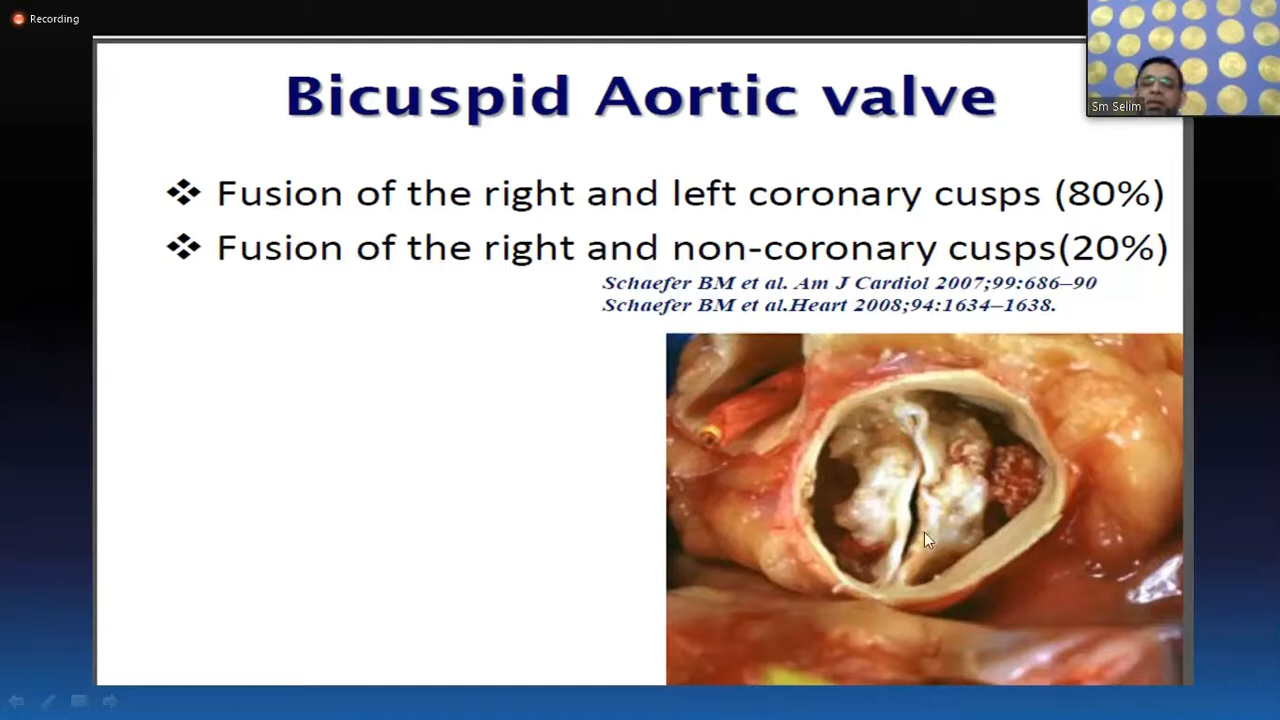 Recording
Bicuspid Aortic valve
Sm Selim
❖ Fusion of the right and left coronary cusps (80%)
❖ Fusion of the right and non-coronary cusps(20%)
Schaefer BM et al. Am J Cardiol 2007;99:686–90
Schaefer BM et al.Heart 2008;94:1634–1638.